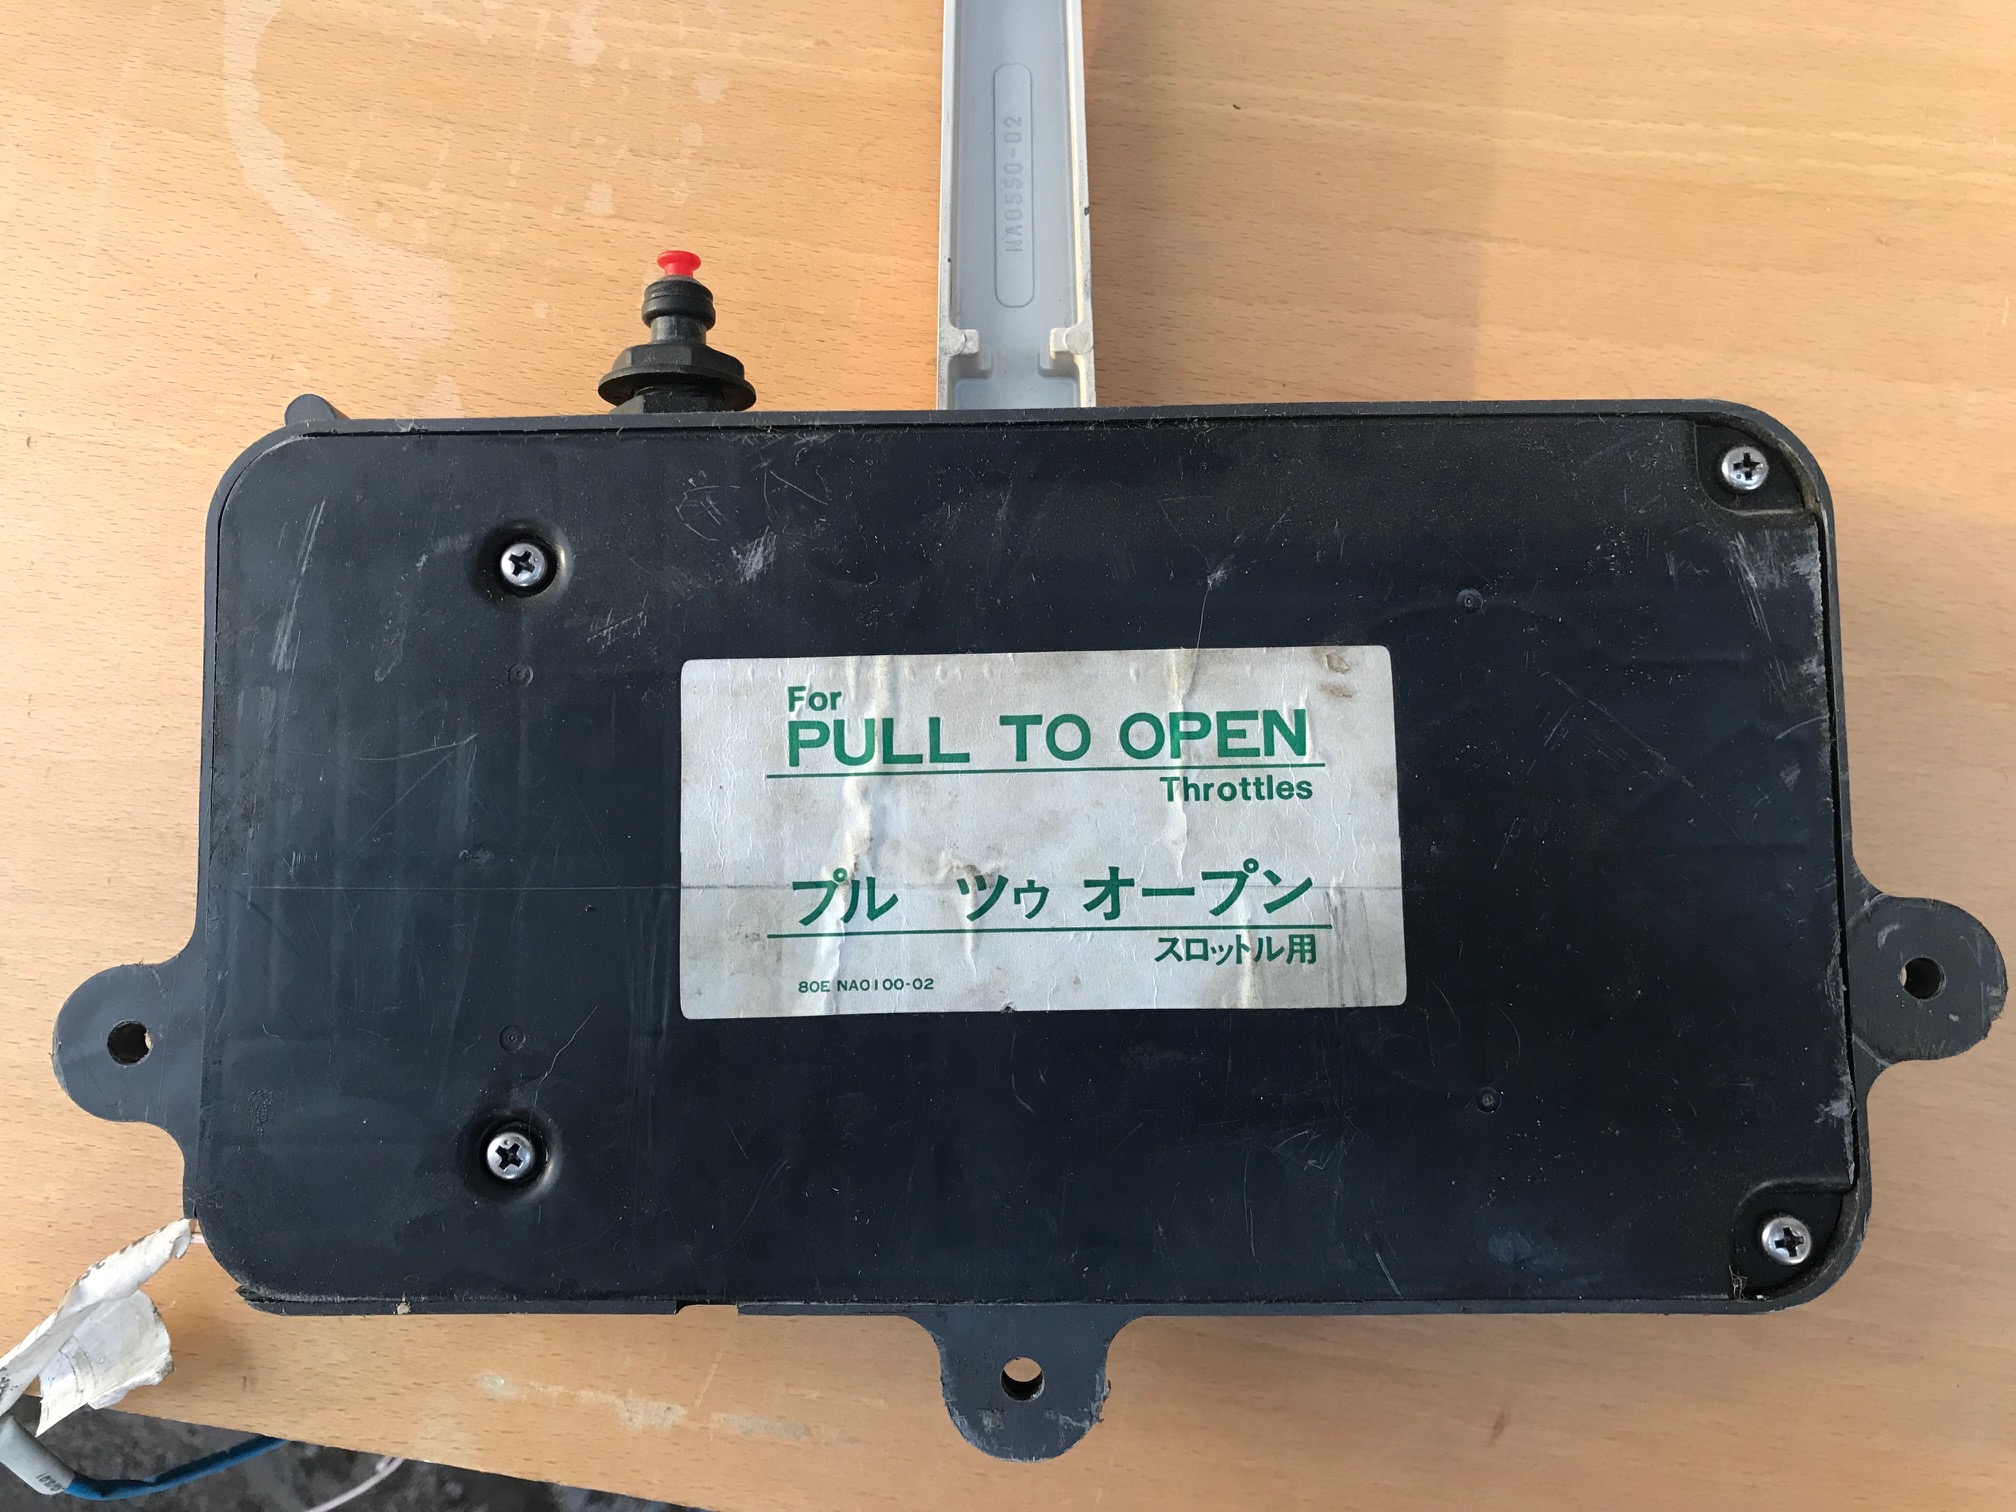 NA0550-02
For
PULL TO OPEN
Throttles
プル ツゥ オープン
スロットル用
80E NA0100-02